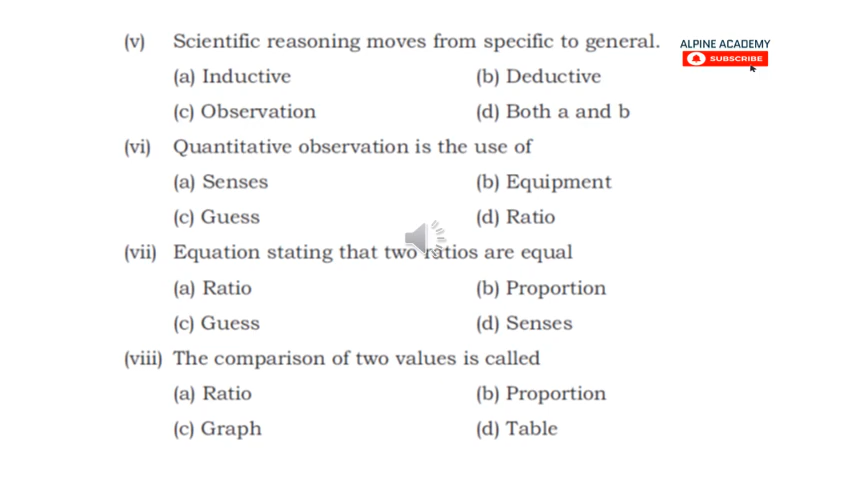 (v) Scientific reasoning moves from specific to general.
ALPINE ACADEMY
SUBSCRIBE
(a) Inductive (b) Deductive
(c) Observation (d) Both a and b
(vi) Quantitative observation is the use of
(a) Senses (b) Equipment
(c) Guess (d) Ratio
(vii) Equation stating that two ratios are equal
(a) Ratio (b) Proportion
(c) Guess (d) Senses
(viii) The comparison of two values is called
(a) Ratio (b) Proportion
(c) Graph (d) Table